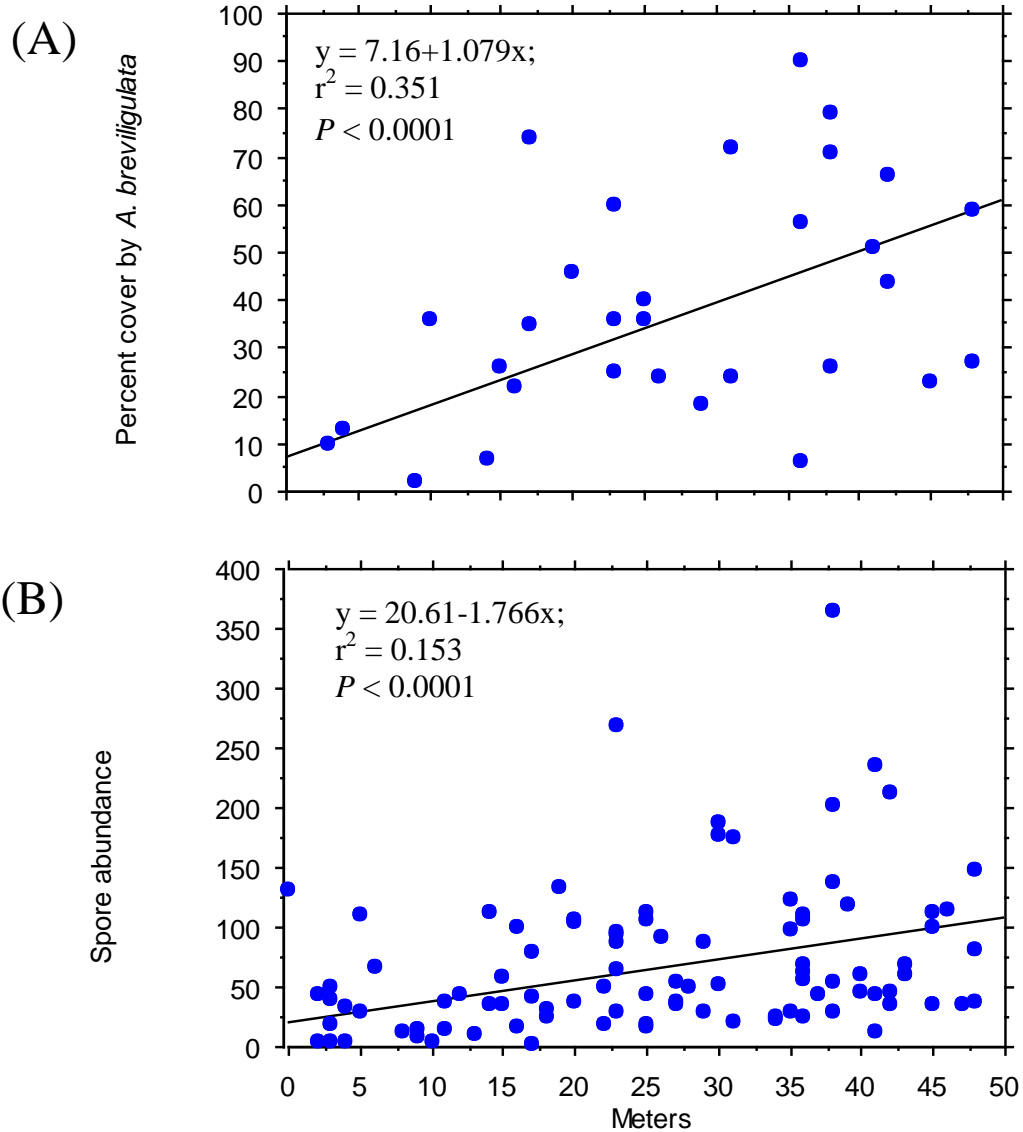 (A)
y = 7.16+1.079x;
r² = 0.351
P < 0.0001
100
90
80
70
60
50
40
30
20
10
0
Percent cover by A. breviligulata
(B)
y = 20.61-1.766x;
r² = 0.153
P < 0.0001
400
350
300
250
200
150
100
50
0
Spore abundance
0 5 10 15 20 25 30 35 40 45 50
Meters